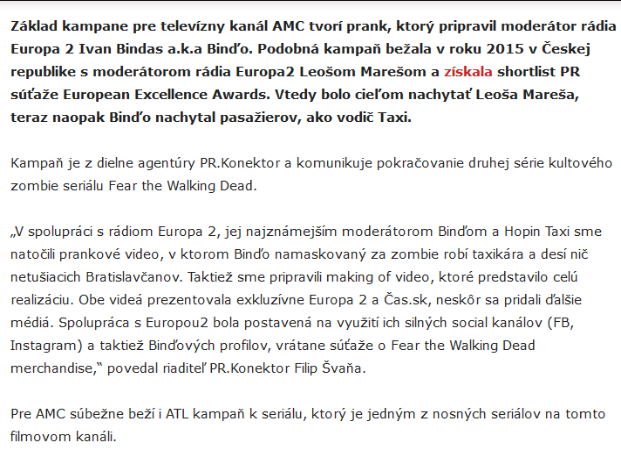 Základ kampane pre televízny kanál AMC tvorí prank, ktorý pripravil moderátor rádia
Europa 2 Ivan Bindas a.k.a Binďo. Podobná kampaň bežala v roku 2015 v Českej
republike s moderátorom rádia Europa2 Leošom Marešom a získala shortlist PR
súťaže European Excellence Awards. Vtedy bolo cieľom nachytať Leoša Mareša,
teraz naopak Binďo nachytal pasažierov, ako vodič Taxi.
Kampaň je z dielne agentúry PR.Konektor a komunikuje pokračovanie druhej série kultového
zombie seriálu Fear the Walking Dead.
„V spolupráci s rádiom Europa 2, jej najznámejším moderátorom Binďom a Hopin Taxi sme
natočili prankové video, v ktorom Binďo namaskovaný za zombie robí taxikára a desí nič
netušiacich Bratislavčanov. Taktiež sme pripravili making of video, ktoré predstavilo celú
realizáciu. Obe videá prezentovala exkluzívne Europa 2 a Čas.sk, neskôr sa pridali ďalšie
médiá. Spolupráca s Europou2 bola postavená na využití ich silných social kanálov (FB,
Instagram) a taktiež Binďových profilov, vrátane súťaže o Fear the Walking Dead
merchandise,“ povedal riaditeľ PR.Konektor Filip Švaňa.
Pre AMC súbežne beží i ATL kampaň k seriálu, ktorý je jedným z nosných seriálov na tomto
filmovom kanáli.